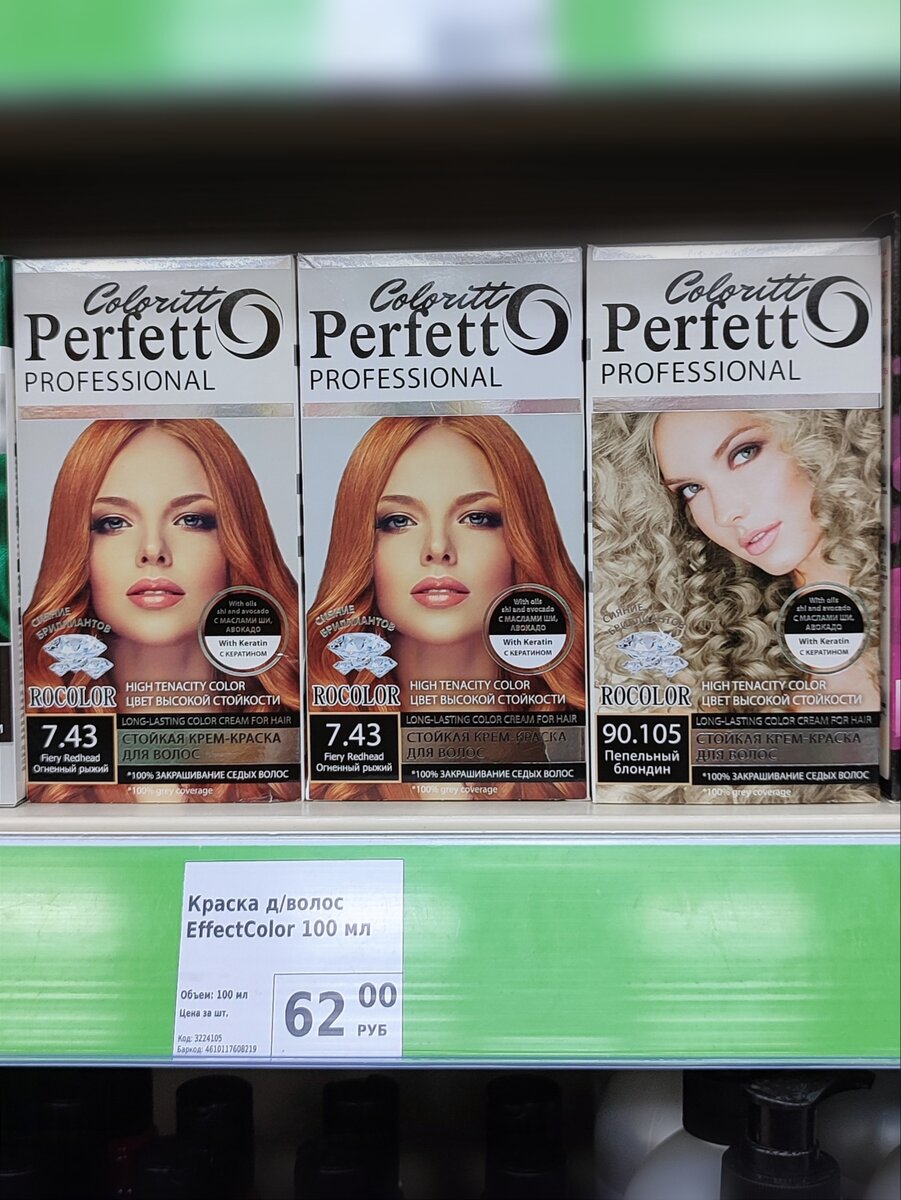 Coloritt
Perfetto
PROFESSIONAL
СИЯНИЕ
БРИЛЛИАНТОВ
ROCOLOR
With oils
shi and avocado
С МАСЛАМИ ШИ,
АВОКАДО
With Keratin
С КЕРАТИНОМ
HIGH TENACITY COLOR
ЦВЕТ ВЫСОКОЙ СТОЙКОСТИ
7.43
Fiery Redhead
Огненный рыжий
LONG-LASTING COLOR CREAM FOR HAIR
СТОЙКАЯ КРЕМ-КРАСКА
ДЛЯ ВОЛОС
*100% ЗАКРАШИВАНИЕ СЕДЫХ ВОЛОС
*100% grey coverage
Coloritt
Perfetto
PROFESSIONAL
СИЯНИЕ
БРИЛЛИАНТОВ
ROCOLOR
With oils
shi and avocado
С МАСЛАМИ ШИ,
АВОКАДО
With Keratin
С КЕРАТИНОМ
HIGH TENACITY COLOR
ЦВЕТ ВЫСОКОЙ СТОЙКОСТИ
7.43
Fiery Redhead
Огненный рыжий
LONG-LASTING COLOR CREAM FOR HAIR
СТОЙКАЯ КРЕМ-КРАСКА
ДЛЯ ВОЛОС
*100% ЗАКРАШИВАНИЕ СЕДЫХ ВОЛОС
*100% grey coverage
Coloritt
Perfetto
PROFESSIONAL
СИЯНИЕ
БРИЛЛИАНТОВ
ROCOLOR
With oils
shi and avocado
С МАСЛАМИ ШИ,
АВОКАДО
With Keratin
С КЕРАТИНОМ
HIGH TENACITY COLOR
ЦВЕТ ВЫСОКОЙ СТОЙКОСТИ
90.105
Пепельный
блондин
LONG-LASTING COLOR CREAM FOR HAIR
СТОЙКАЯ КРЕМ-КРАСКА
ДЛЯ ВОЛОС
*100% ЗАКРАШИВАНИЕ СЕДЫХ ВОЛОС
*100% grey coverage
Краска д/волос
EffectColor 100 мл
Объем: 100 мл
Цена за шт.
Код: 3224105
Баркод: 4610117608219
62 00
РУБ